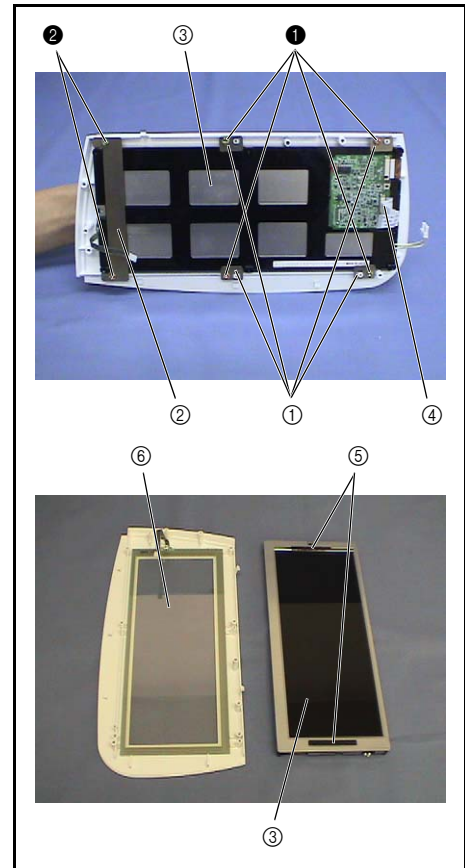 ❷ ③ ❶
② ① ④
⑥ ⑤
③